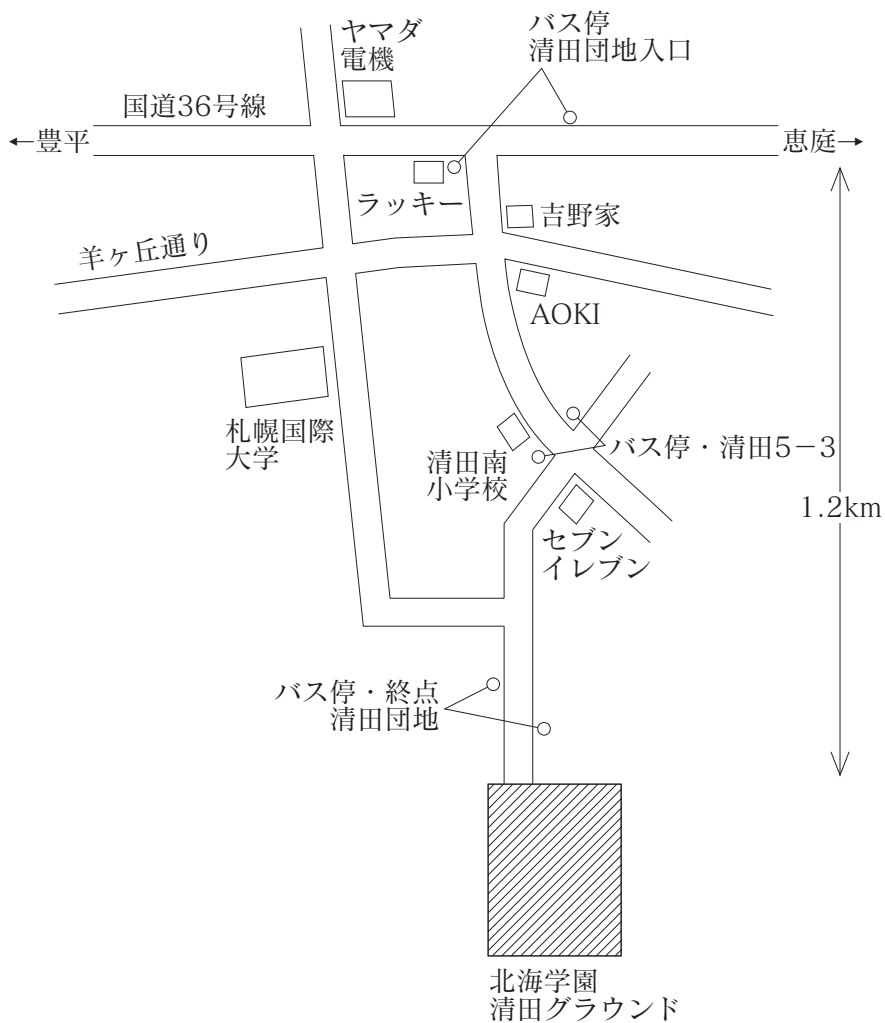 ヤマダ
電機
バス停
清田団地入口
国道36号線
←豊平
恵庭→
ラッキー
吉野家
羊ヶ丘通り
AOKI
札幌国際
大学
清田南
小学校
バス停・清田5−3
1.2km
セブン
イレブン
バス停・終点
清田団地
北海学園
清田グラウンド